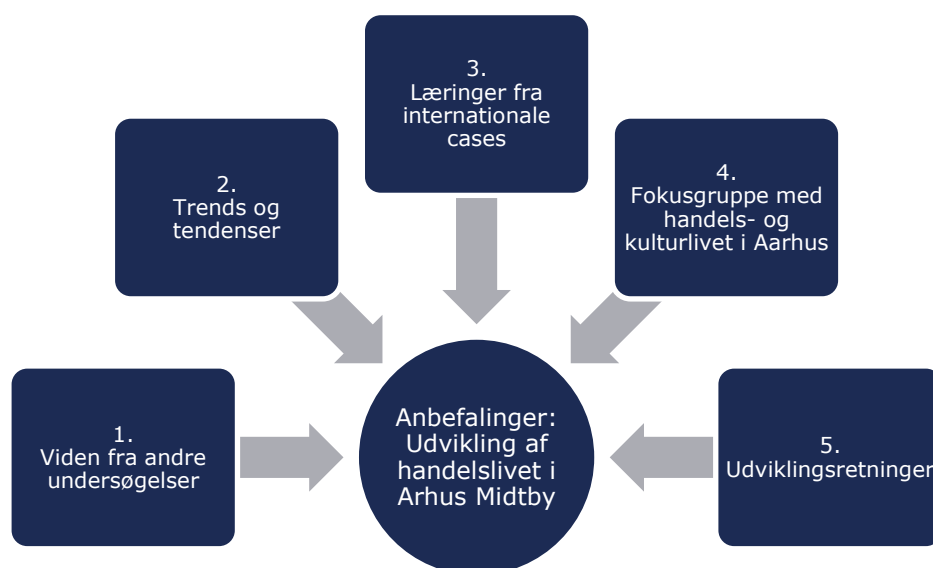 3.
Læringer fra
internationale
cases
2.
Trends og
tendenser
4.
Fokusgruppe med
handels- og
kulturlivet i Aarhus
1.
Viden fra andre
undersøgelser
Anbefalinger:
Udvikling af
handelslivet i
Arhus Midtby
5.
Udviklingsretninger